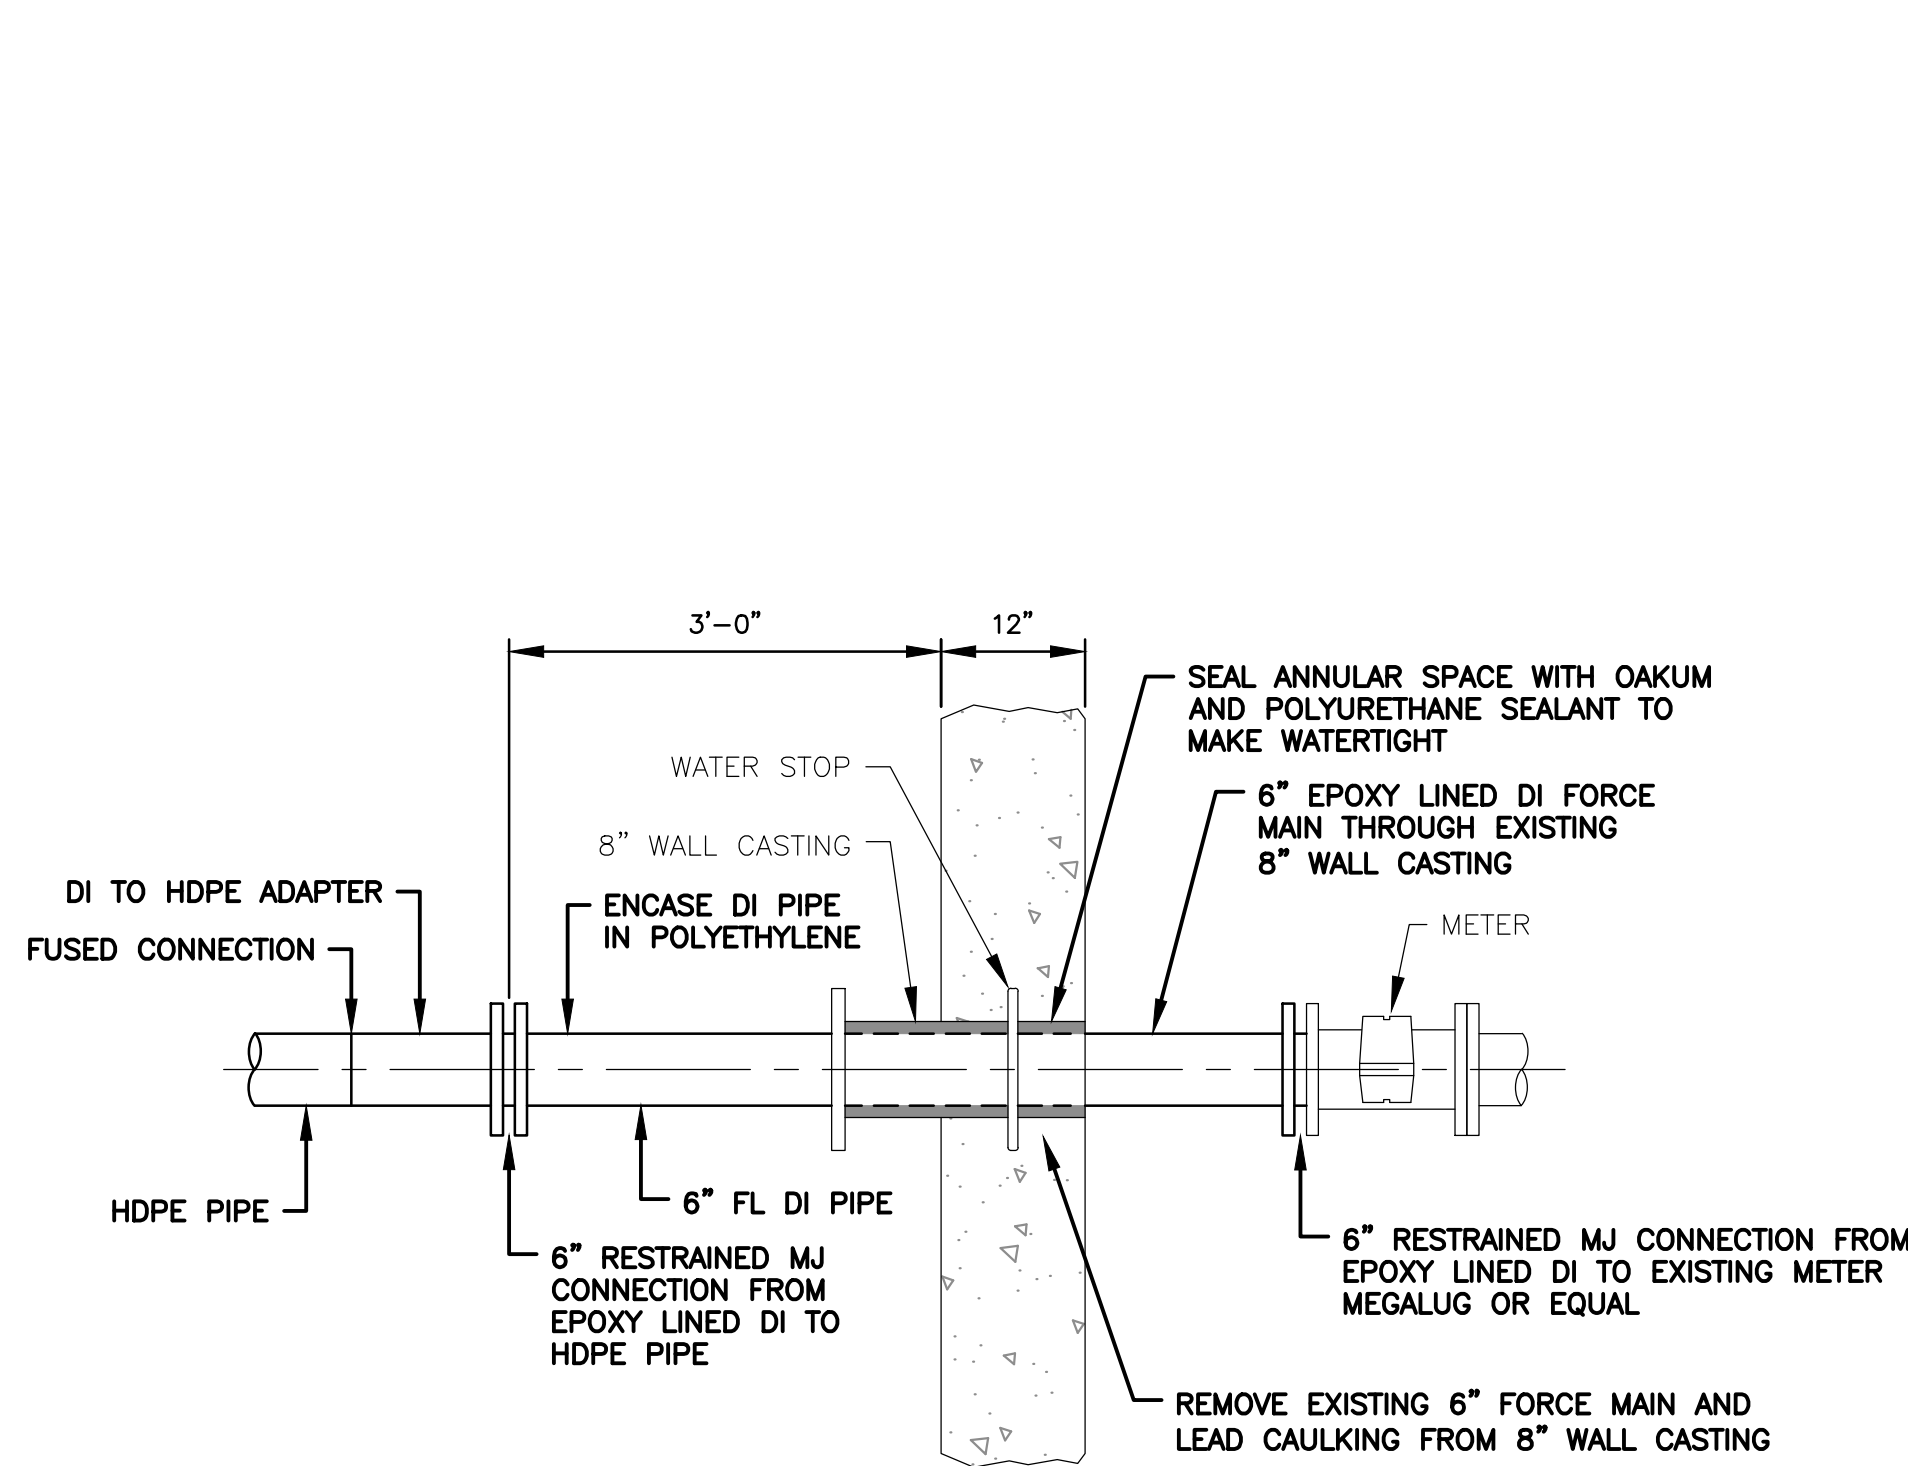 3'-0"
12"
SEAL ANNULAR SPACE WITH OAKUM
AND POLYURETHANE SEALANT TO
MAKE WATERTIGHT
WATER STOP
6" EPOXY LINED DI FORCE
MAIN THROUGH EXISTING
8" WALL CASTING
8" WALL CASTING
DI TO HDPE ADAPTER
ENCASE DI PIPE
IN POLYETHYLENE
METER
FUSED CONNECTION
HDPE PIPE
6" FL DI PIPE
6" RESTRAINED MJ
CONNECTION FROM
EPOXY LINED DI TO
HDPE PIPE
6" RESTRAINED MJ CONNECTION FROM
EPOXY LINED DI TO EXISTING METER
MEGALUG OR EQUAL
REMOVE EXISTING 6" FORCE MAIN AND
LEAD CAULKING FROM 8" WALL CASTING